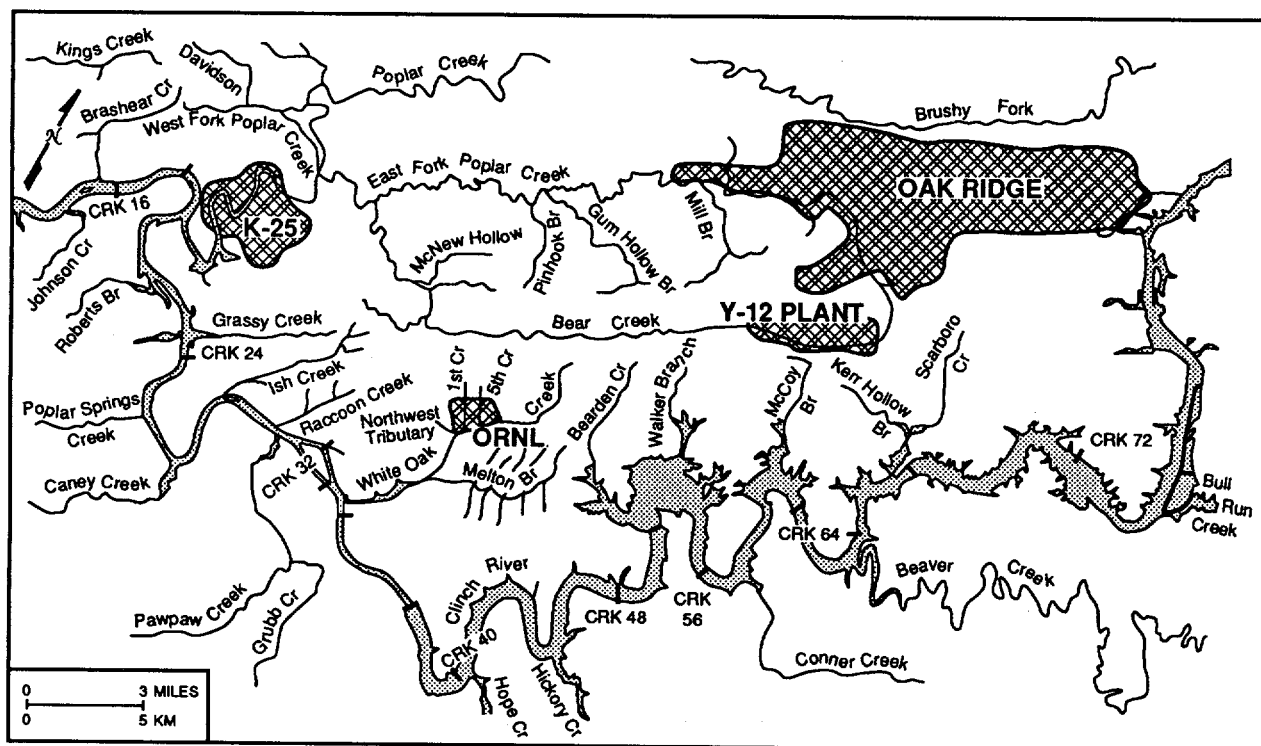 Kings Creek
Davidson
Poplar Creek
Brashear Cr
West Fork Poplar Creek
N
Brushy Fork
East Fork Poplar Creek
OAK RIDGE
CRK 16
K-25
Mill Br
Gum Hollow Br
Pinhook Br
McNew Hollow
Johnson Cr
Roberts Br
Grassy Creek
Bear Creek
Y-12 PLANT
CRK 24
Ish Creek
1st Cr
5th Cr
Creek
Bearden Cr
Walker Branch
McCoy Br
Kerr Hollow Br
Scarboro Cr
Poplar Springs
Creek
Raccoon Creek
Northwest
Tributary
ORNL
CRK 72
CRK 32
White Oak
Melton Br
Caney Creek
Bull
Run
Creek
CRK 64
Clinch River
Beaver Creek
Pawpaw Creek
Grubb Cr
CRK 48
CRK
56
CRK 40
Conner Creek
Hope Cr
Hickory Cr
0 3 MILES
0 5 KM